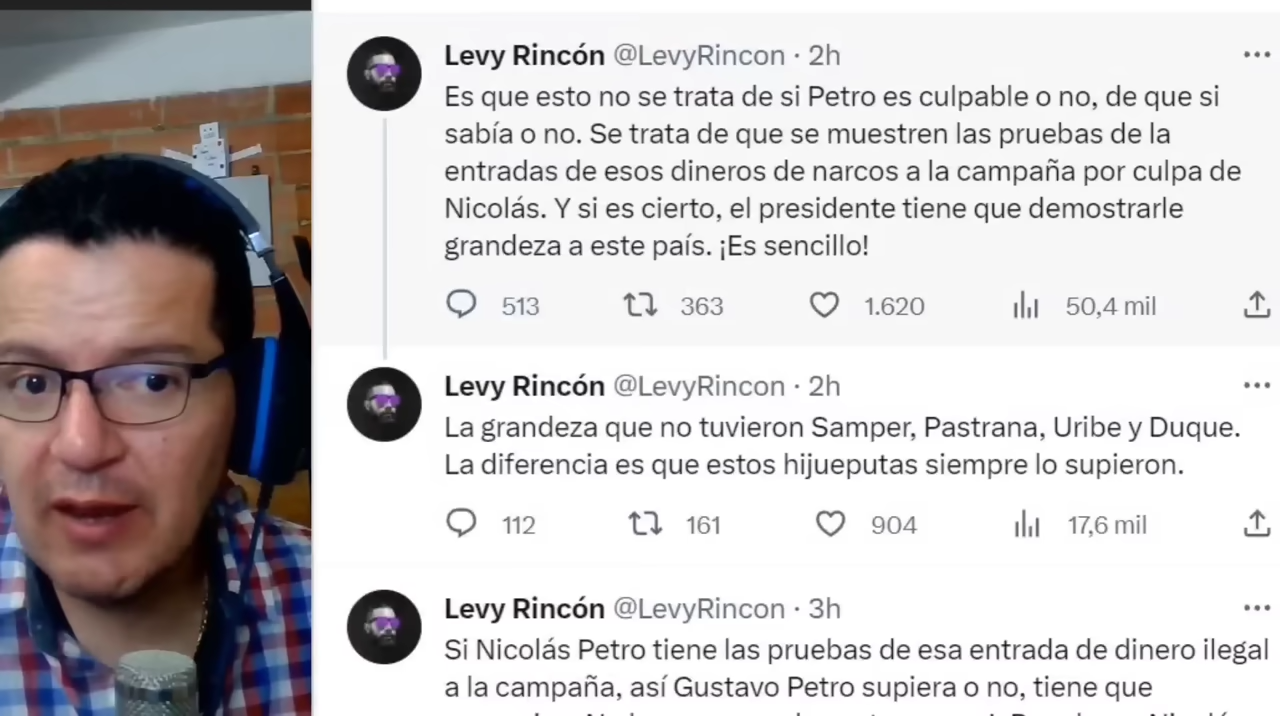 Levy Rincón @LevyRincon · 2h
Es que esto no se trata de si Petro es culpable o no, de que si
sabía o no. Se trata de que se muestren las pruebas de la
entradas de esos dineros de narcos a la campaña por culpa de
Nicolás. Y si es cierto, el presidente tiene que demostrarle
grandeza a este país. ¡Es sencillo!
513 363 1.620 50,4 mil
Levy Rincón @LevyRincon · 2h
La grandeza que no tuvieron Samper, Pastrana, Uribe y Duque.
La diferencia es que estos hijueputas siempre lo supieron.
112 161 904 17,6 mil
Levy Rincón @LevyRincon · 3h
Si Nicolás Petro tiene las pruebas de esa entrada de dinero ilegal
a la campaña, así Gustavo Petro supiera o no, tiene que